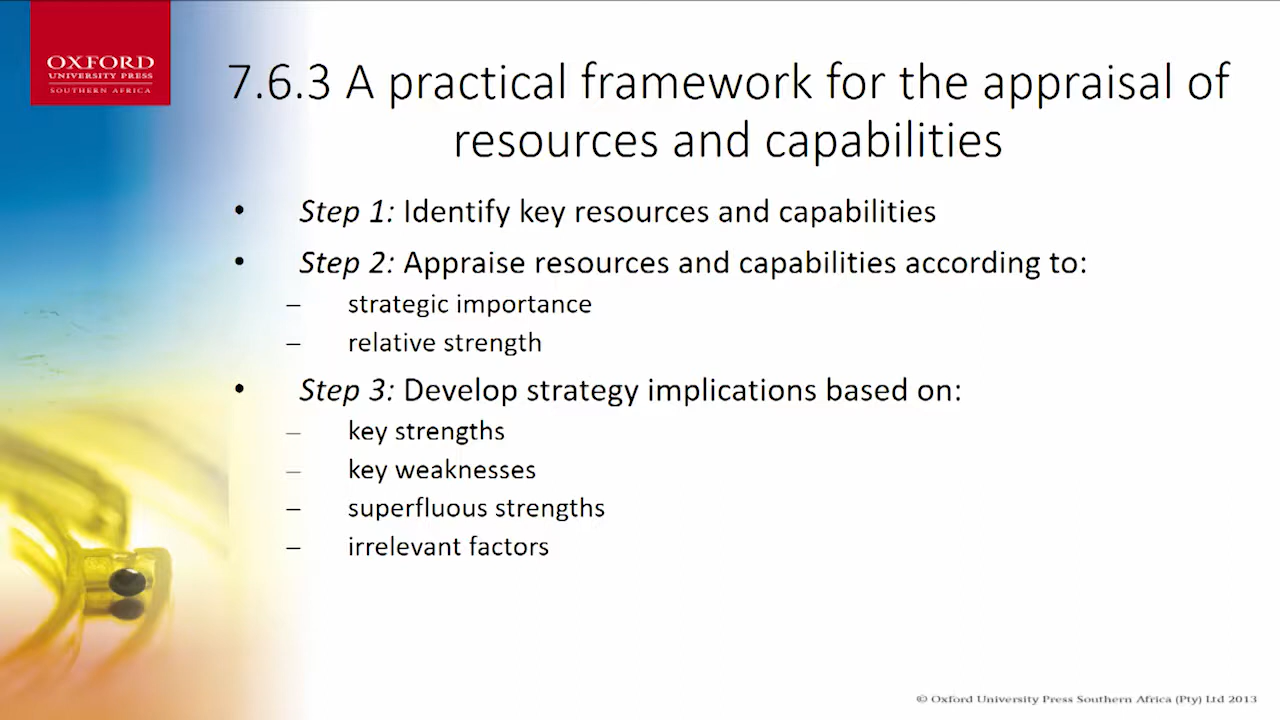 OXFORD
UNIVERSITY PRESS
SOUTHERN AFRICA
7.6.3 A practical framework for the appraisal of
resources and capabilities
• Step 1: Identify key resources and capabilities
• Step 2: Appraise resources and capabilities according to:
– strategic importance
– relative strength
• Step 3: Develop strategy implications based on:
– key strengths
– key weaknesses
– superfluous strengths
– irrelevant factors
© Oxford University Press Southern Africa (Pty) Ltd 2013